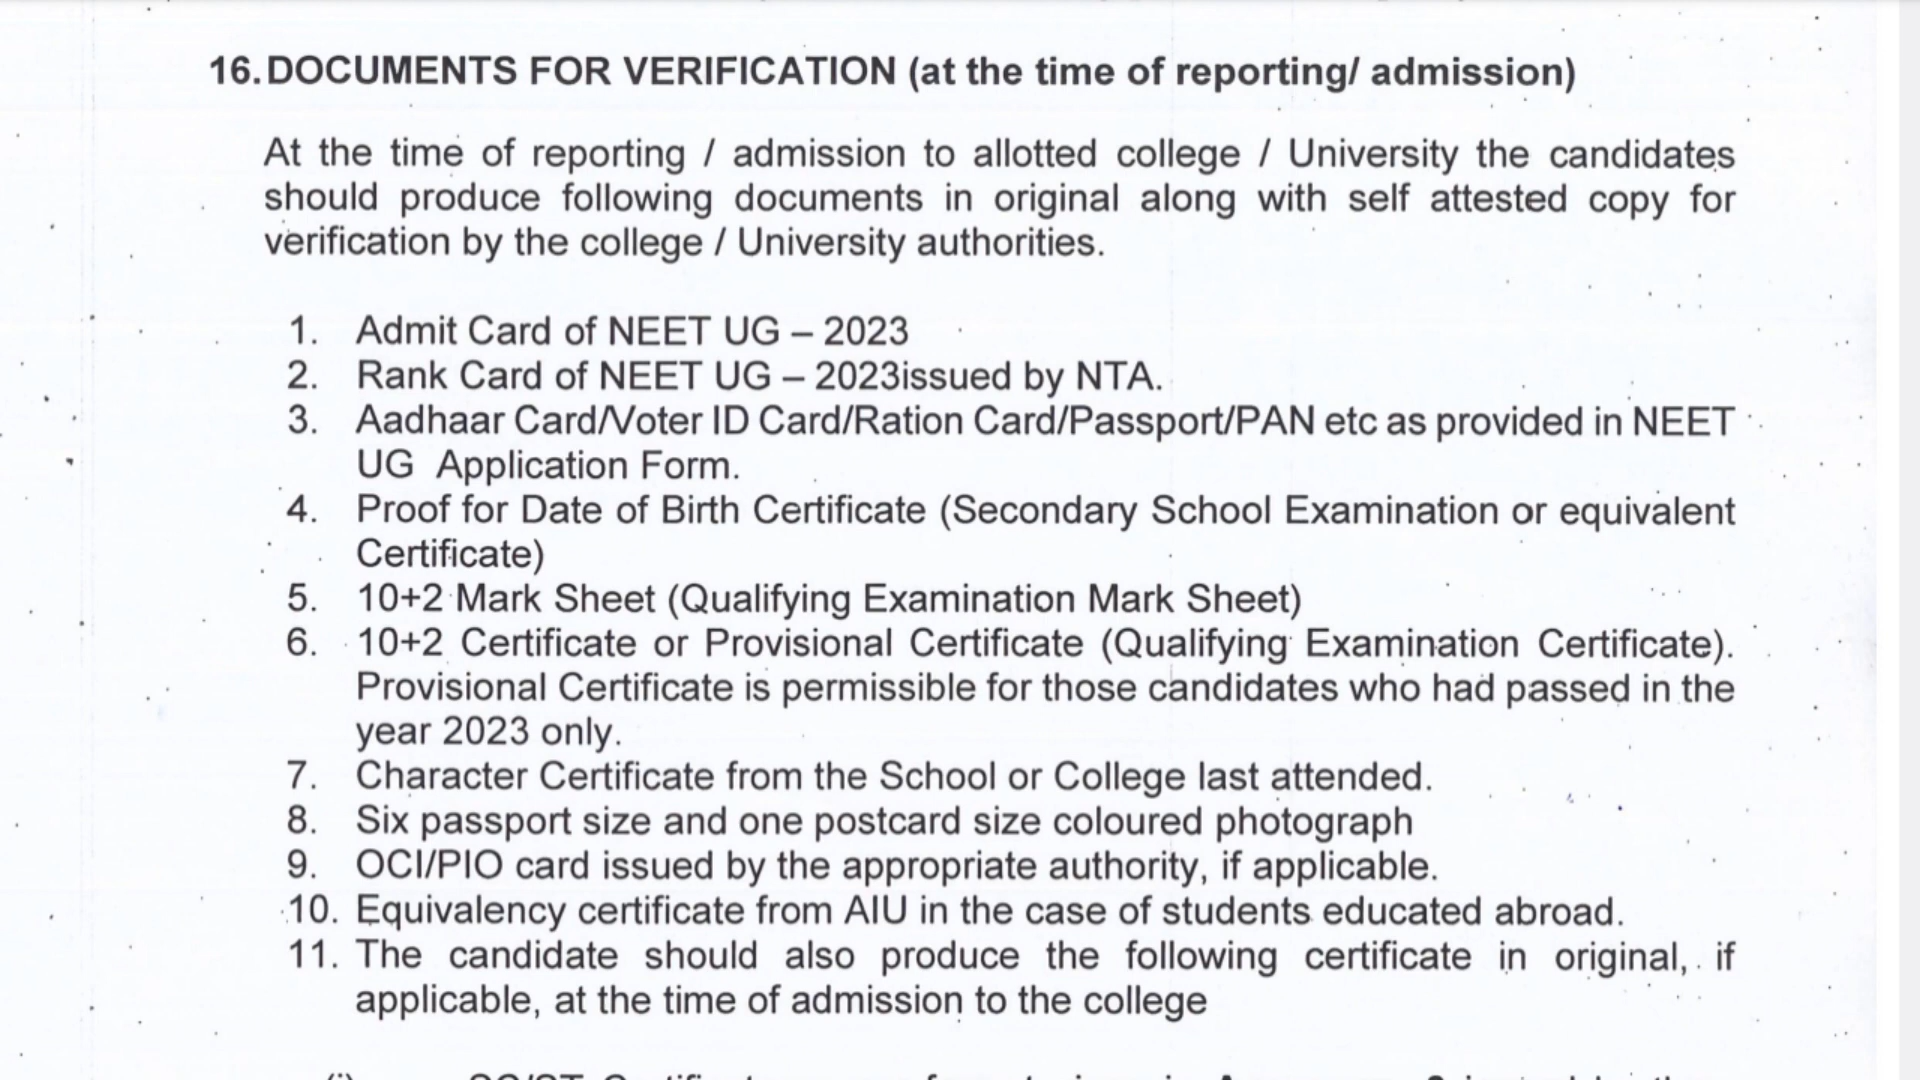 16. DOCUMENTS FOR VERIFICATION (at the time of reporting/ admission)
At the time of reporting / admission to allotted college / University the candidates
should produce following documents in original along with self attested copy for
verification by the college / University authorities.
1. Admit Card of NEET UG – 2023
2. Rank Card of NEET UG – 2023issued by NTA.
3. Aadhaar Card/Voter ID Card/Ration Card/Passport/PAN etc as provided in NEET
UG Application Form.
4. Proof for Date of Birth Certificate (Secondary School Examination or equivalent
Certificate)
5. 10+2 Mark Sheet (Qualifying Examination Mark Sheet)
6. 10+2 Certificate or Provisional Certificate (Qualifying Examination Certificate).
Provisional Certificate is permissible for those candidates who had passed in the
year 2023 only.
7. Character Certificate from the School or College last attended.
8. Six passport size and one postcard size coloured photograph
9. OCI/PIO card issued by the appropriate authority, if applicable.
10. Equivalency certificate from AIU in the case of students educated abroad.
11. The candidate should also produce the following certificate in original, if
applicable, at the time of admission to the college